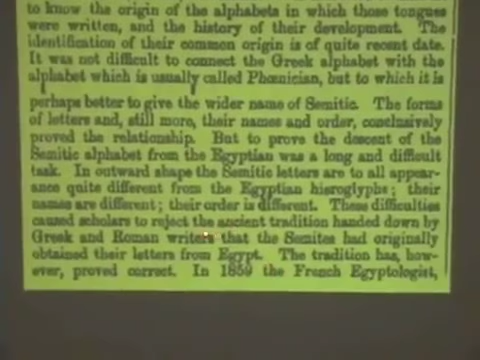 to know the origin of the alphabets in which those tongues
were written, and the history of their development. The
identification of their common origin is of quite recent date.
It was not difficult to connect the Greek alphabet with the
alphabet which is usually called Phœnician, but to which it is
perhaps better to give the wider name of Semitic. The forms
of letters and, still more, their names and order, conclusively
proved the relationship. But to prove the descent of the
Semitic alphabet from the Egyptian was a long and difficult
task. In outward shape the Semitic letters are to all appear-
ance quite different from the Egyptian hieroglyphs; their
names are different; their order is different. These difficulties
caused scholars to reject the ancient tradition handed down by
Greek and Roman writers that the Semites had originally
obtained their letters from Egypt. The tradition has, how-
ever, proved correct. In 1859 the French Egyptologist,